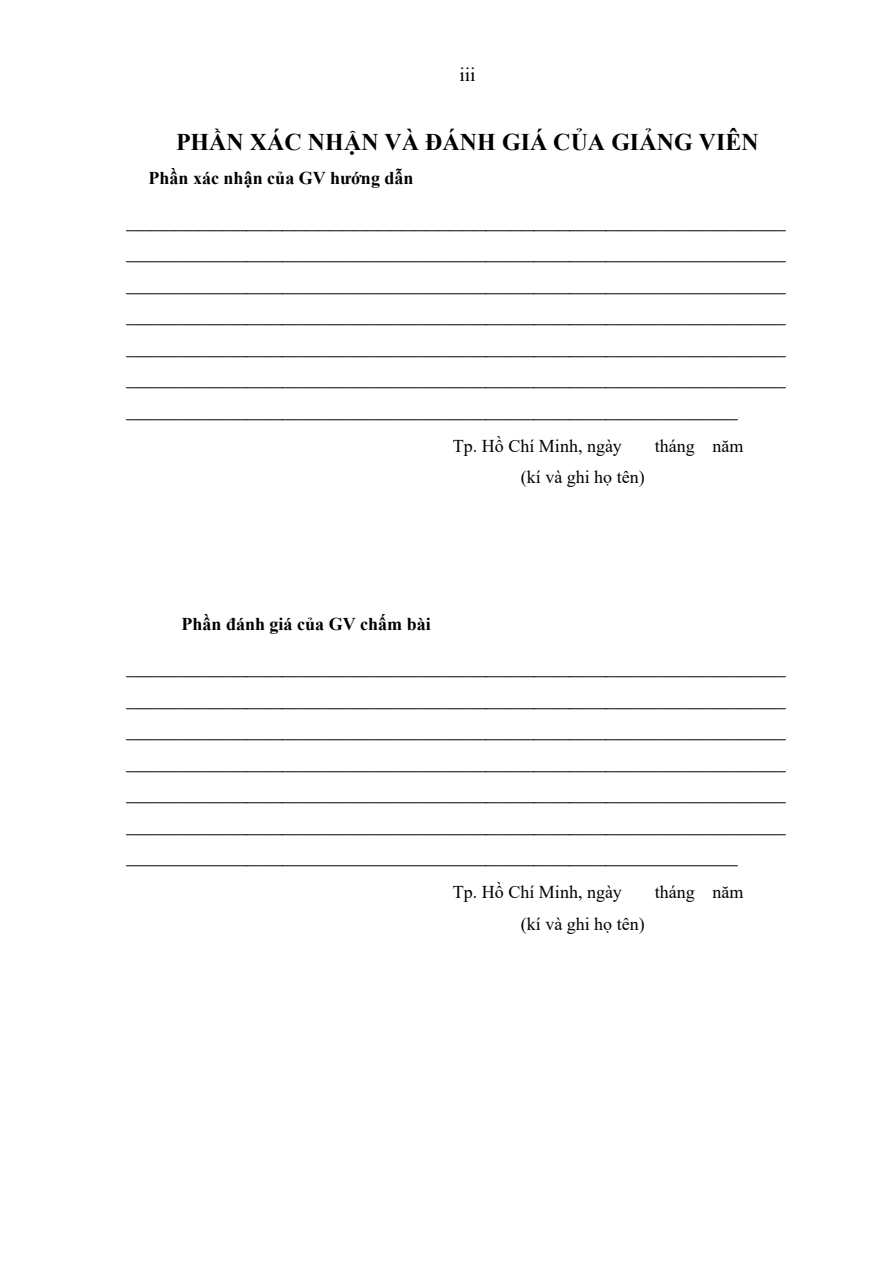 iii
PHẦN XÁC NHẬN VÀ ĐÁNH GIÁ CỦA GIẢNG VIÊN
Phần xác nhận của GV hướng dẫn
Tp. Hồ Chí Minh, ngày tháng năm
(kí và ghi họ tên)
Phần đánh giá của GV chấm bài
Tp. Hồ Chí Minh, ngày tháng năm
(kí và ghi họ tên)